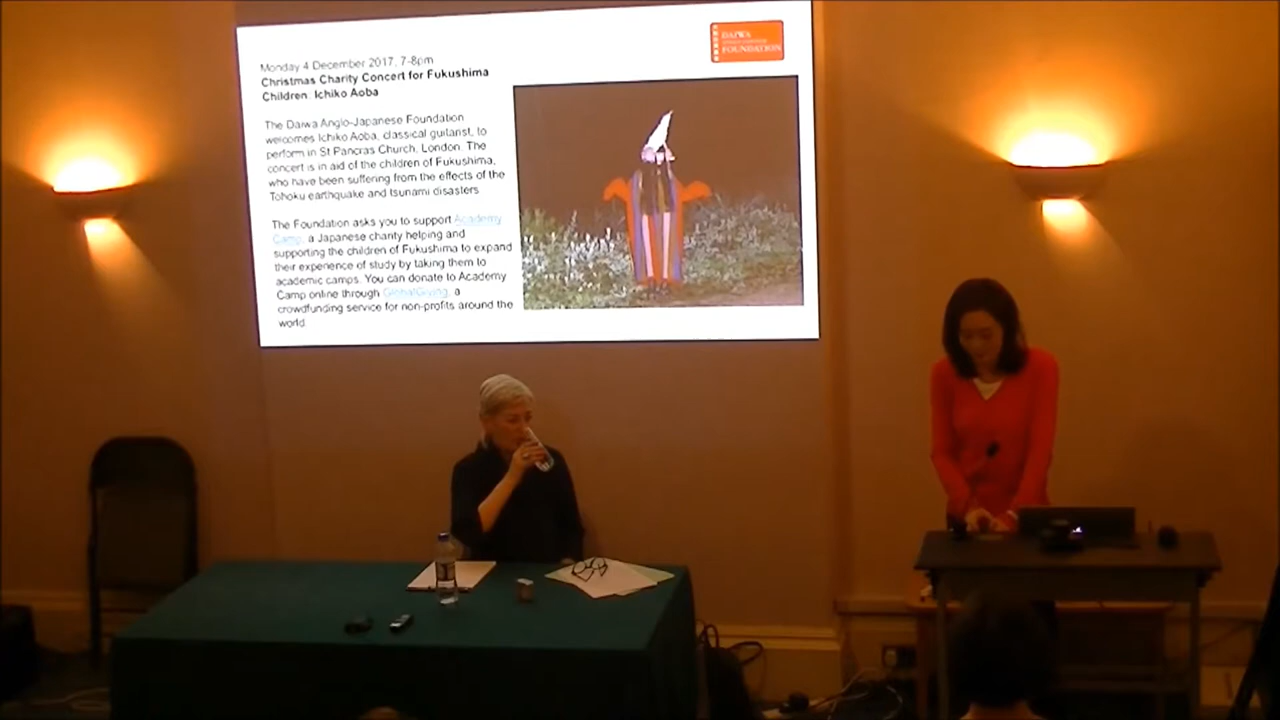 Monday 4 December 2017, 7-8pm
Christmas Charity Concert for Fukushima
Children: Ichiko Aoba
The Daiwa Anglo-Japanese Foundation
welcomes Ichiko Aoba, classical guitarist, to
perform in St Pancras Church, London. The
concert is in aid of the children of Fukushima,
who have been suffering from the effects of the
Tohoku earthquake and tsunami disasters
The Foundation asks you to support Academy
Camp, a Japanese charity helping and
supporting the children of Fukushima to expand
their experience of study by taking them to
academic camps. You can donate to Academy
Camp online through GlobalGiving, a
crowdfunding service for non-profits around the
world
DAIWA
FOUNDATION